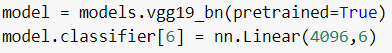 model = models.vgg19_bn(pretrained=True)
model.classifier[6] = nn.Linear(4096,6)